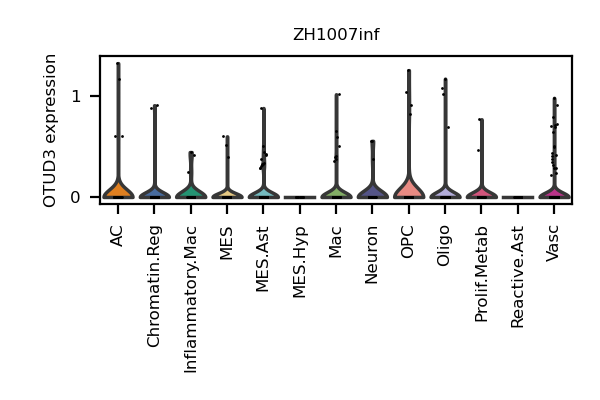 ZH1007inf
OTUD3 expression
1
0
AC
Chromatin.Reg
Inflammatory.Mac
MES
MES.Ast
MES.Hyp
Mac
Neuron
OPC
Oligo
Prolif.Metab
Reactive.Ast
Vasc